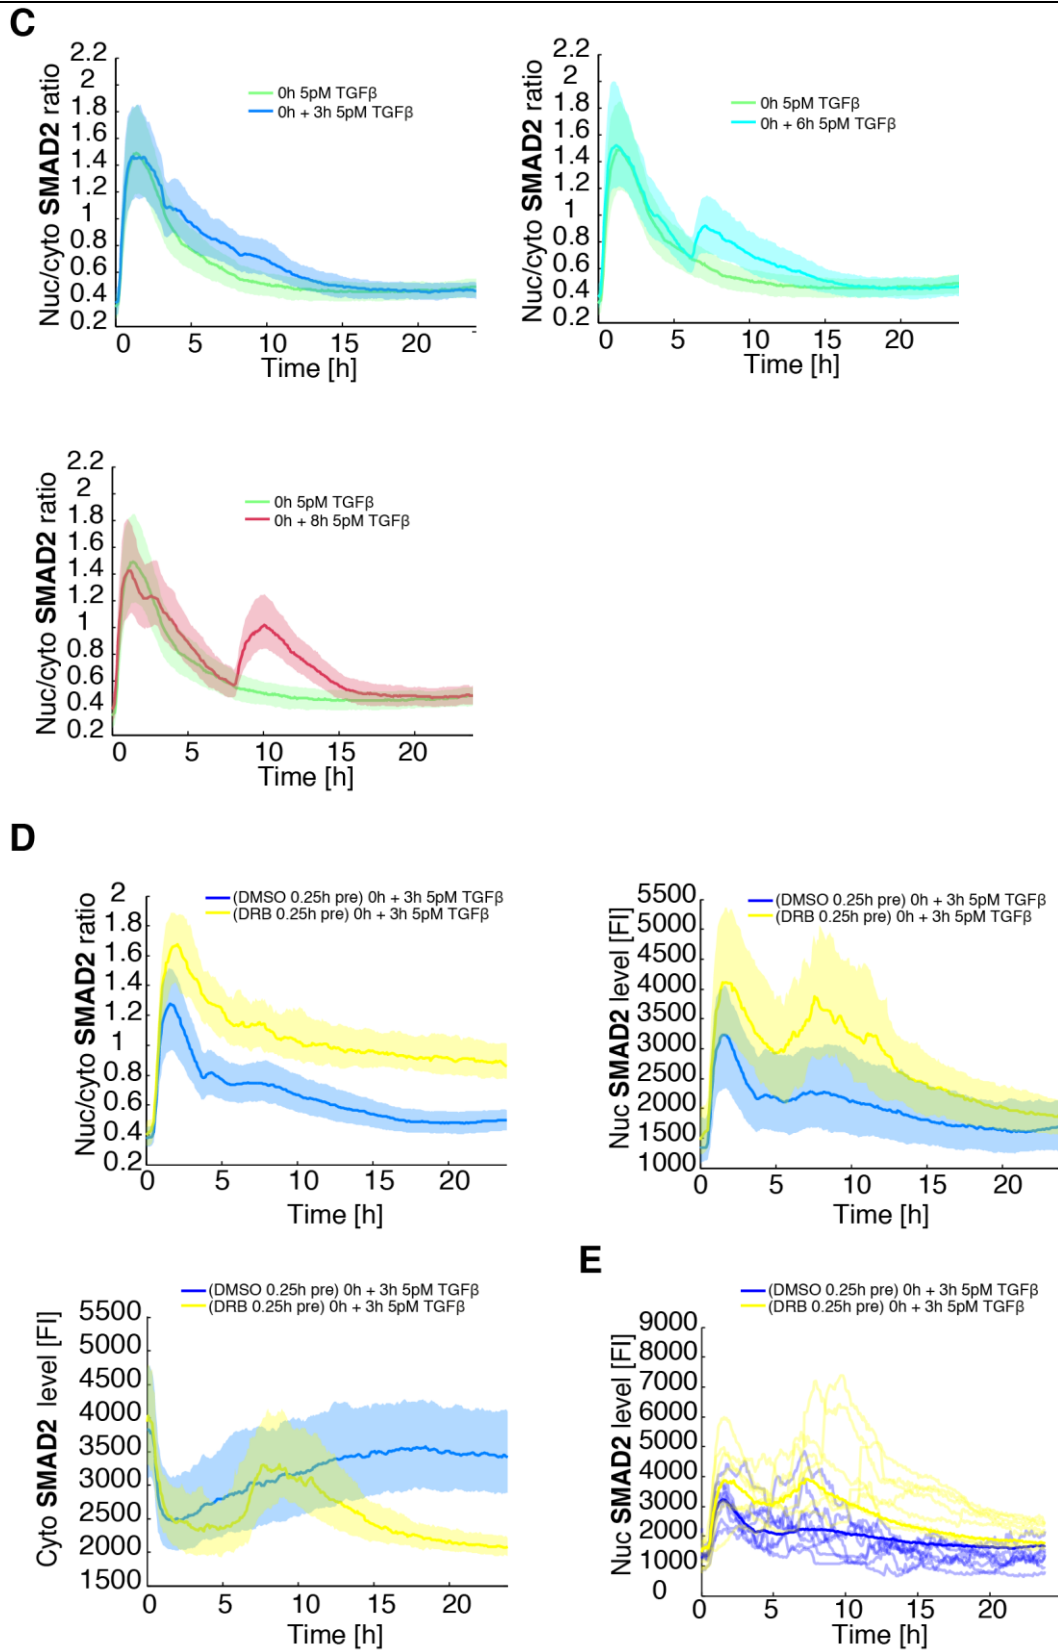 C
Nuc/cyto SMAD2 ratio
2.2
2
1.8
1.6
1.4
1.2
1
0.8
0.6
0.4
0.2
0h 5pM TGFβ
0h + 3h 5pM TGFβ
0 5 10 15 20
Time [h]
Nuc/cyto SMAD2 ratio
2.2
2
1.8
1.6
1.4
1.2
1
0.8
0.6
0.4
0.2
0h 5pM TGFβ
0h + 6h 5pM TGFβ
0 5 10 15 20
Time [h]
Nuc/cyto SMAD2 ratio
2.2
2
1.8
1.6
1.4
1.2
1
0.8
0.6
0.4
0.2
0h 5pM TGFβ
0h + 8h 5pM TGFβ
0 5 10 15 20
Time [h]
D
Nuc/cyto SMAD2 ratio
2
1.8
1.6
1.4
1.2
1
0.8
0.6
0.4
0.2
(DMSO 0.25h pre) 0h + 3h 5pM TGFβ
(DRB 0.25h pre) 0h + 3h 5pM TGFβ
0 5 10 15 20
Time [h]
Nuc SMAD2 level [FI]
5500
5000
4500
4000
3500
3000
2500
2000
1500
1000
(DMSO 0.25h pre) 0h + 3h 5pM TGFβ
(DRB 0.25h pre) 0h + 3h 5pM TGFβ
0 5 10 15 20
Time [h]
Cyto SMAD2 level [FI]
5500
5000
4500
4000
3500
3000
2500
2000
1500
(DMSO 0.25h pre) 0h + 3h 5pM TGFβ
(DRB 0.25h pre) 0h + 3h 5pM TGFβ
0 5 10 15 20
Time [h]
E
Nuc SMAD2 level [FI]
9000
8000
7000
6000
5000
4000
3000
2000
1000
0
(DMSO 0.25h pre) 0h + 3h 5pM TGFβ
(DRB 0.25h pre) 0h + 3h 5pM TGFβ
0 5 10 15 20
Time [h]